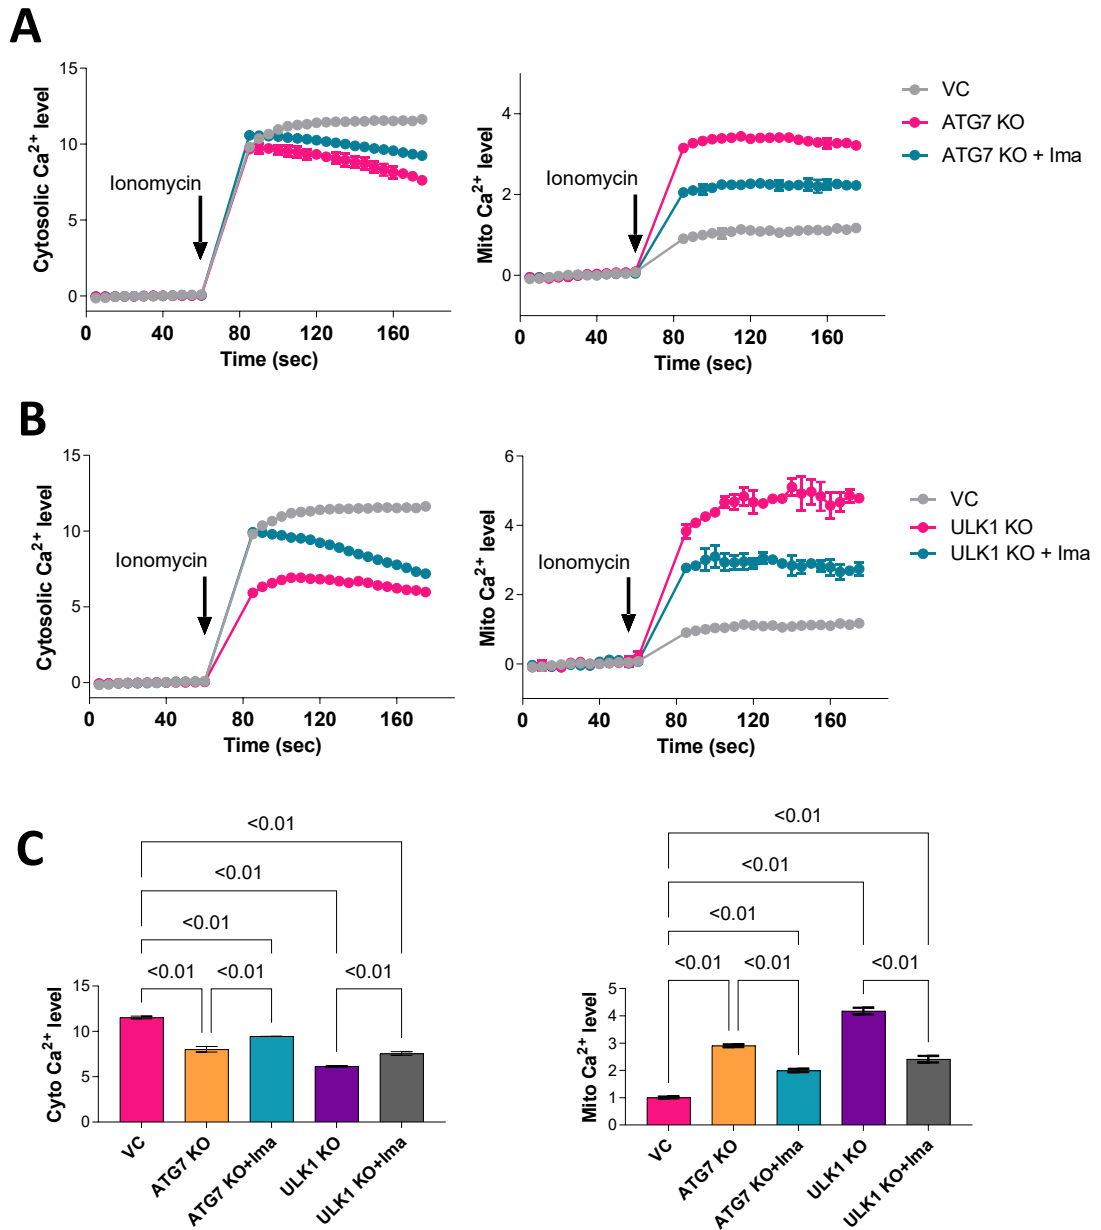 A
Cytosolic Ca²⁺ level
15
10
5
0
Ionomycin
0 40 80 120 160
Time (sec)
Mito Ca²⁺ level
4
2
0
Ionomycin
0 40 80 120 160
Time (sec)
VC
ATG7 KO
ATG7 KO + Ima
B
Cytosolic Ca²⁺ level
15
10
5
0
Ionomycin
0 40 80 120 160
Time (sec)
Mito Ca²⁺ level
6
4
2
0
Ionomycin
0 40 80 120 160
Time (sec)
VC
ULK1 KO
ULK1 KO + Ima
C
<0.01
<0.01
<0.01
<0.01 <0.01 <0.01
Cyto Ca²⁺ level
15
10
5
0
VC
ATG7 KO
ATG7 KO+Ima
ULK1 KO
ULK1 KO+Ima
<0.01
<0.01
<0.01
<0.01 <0.01 <0.01
Mito Ca²⁺ level
5
4
3
2
1
0
VC
ATG7 KO
ATG7 KO+Ima
ULK1 KO
ULK1 KO+Ima